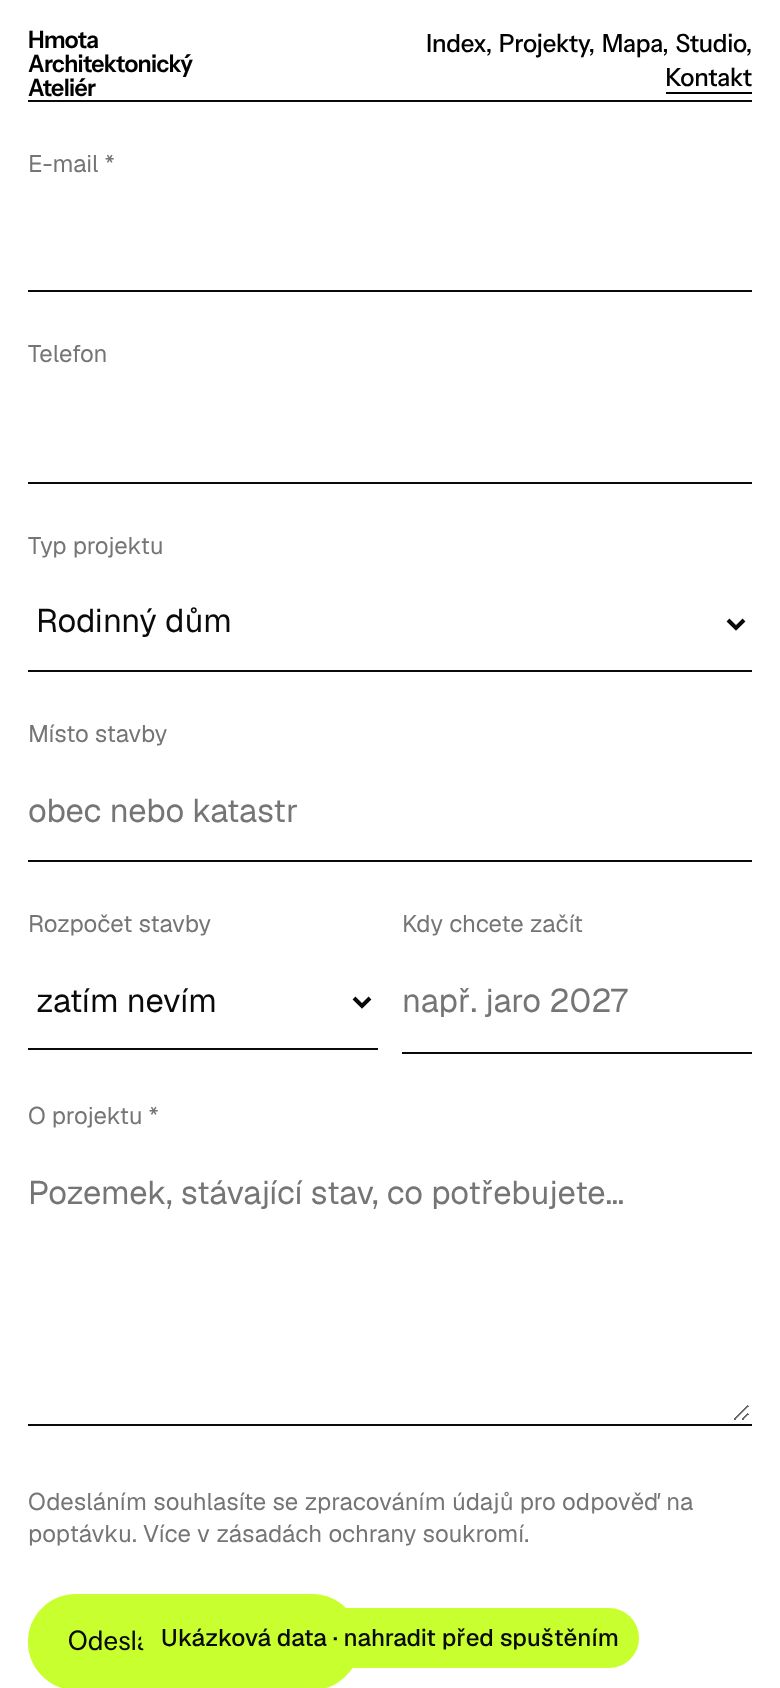 Hmota
Architektonický
Ateliér
Index, Projekty, Mapa, Studio,
Kontakt
E-mail *
Telefon
Typ projektu
Rodinný dům
Místo stavby
obec nebo katastr
Rozpočet stavby
zatím nevím
Kdy chcete začít
např. jaro 2027
O projektu *
Pozemek, stávající stav, co potřebujete…
Odesláním souhlasíte se zpracováním údajů pro odpověď na
poptávku. Více v zásadách ochrany soukromí.
Ukázková data · nahradit před spuštěním